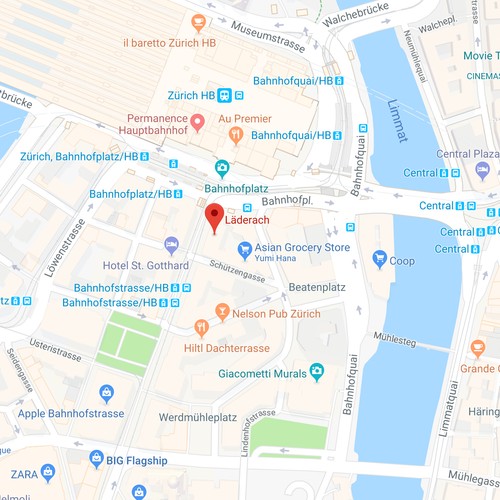 Walchebrücke
Walchepl.
Museumstrasse
il baretto Zürich HB
Neumühlequai
Movie T
CINEMAS
Bahnhofquai/HB
Zürich HB
Limmat
Permanence
Hauptbahnhof
Au Premier
Bahnhofquai/HB
Bahnhofquai
Zürich, Bahnhofplatz/HB
Central Plaza
Central
Bahnhofplatz
Bahnhofplatz/HB
Bahnhofpl.
Central
Läderach
Löwenstrasse
Central
Asian Grocery Store
Yumi Hana
Hotel St. Gotthard
Schützengasse
Coop
Bahnhofstrasse/HB
Beatenplatz
Bahnhofstrasse/HB
Nelson Pub Zürich
Usteristrasse
Hiltl Dachterrasse
Mühlesteg
Seidengasse
Giacometti Murals
Bahnhofquai
Grande C
Limmatquai
Apple Bahnhofstrasse
Werdmühleplatz
Lindenhofstrasse
Häring
BIG Flagship
ZARA
Mühlegasse